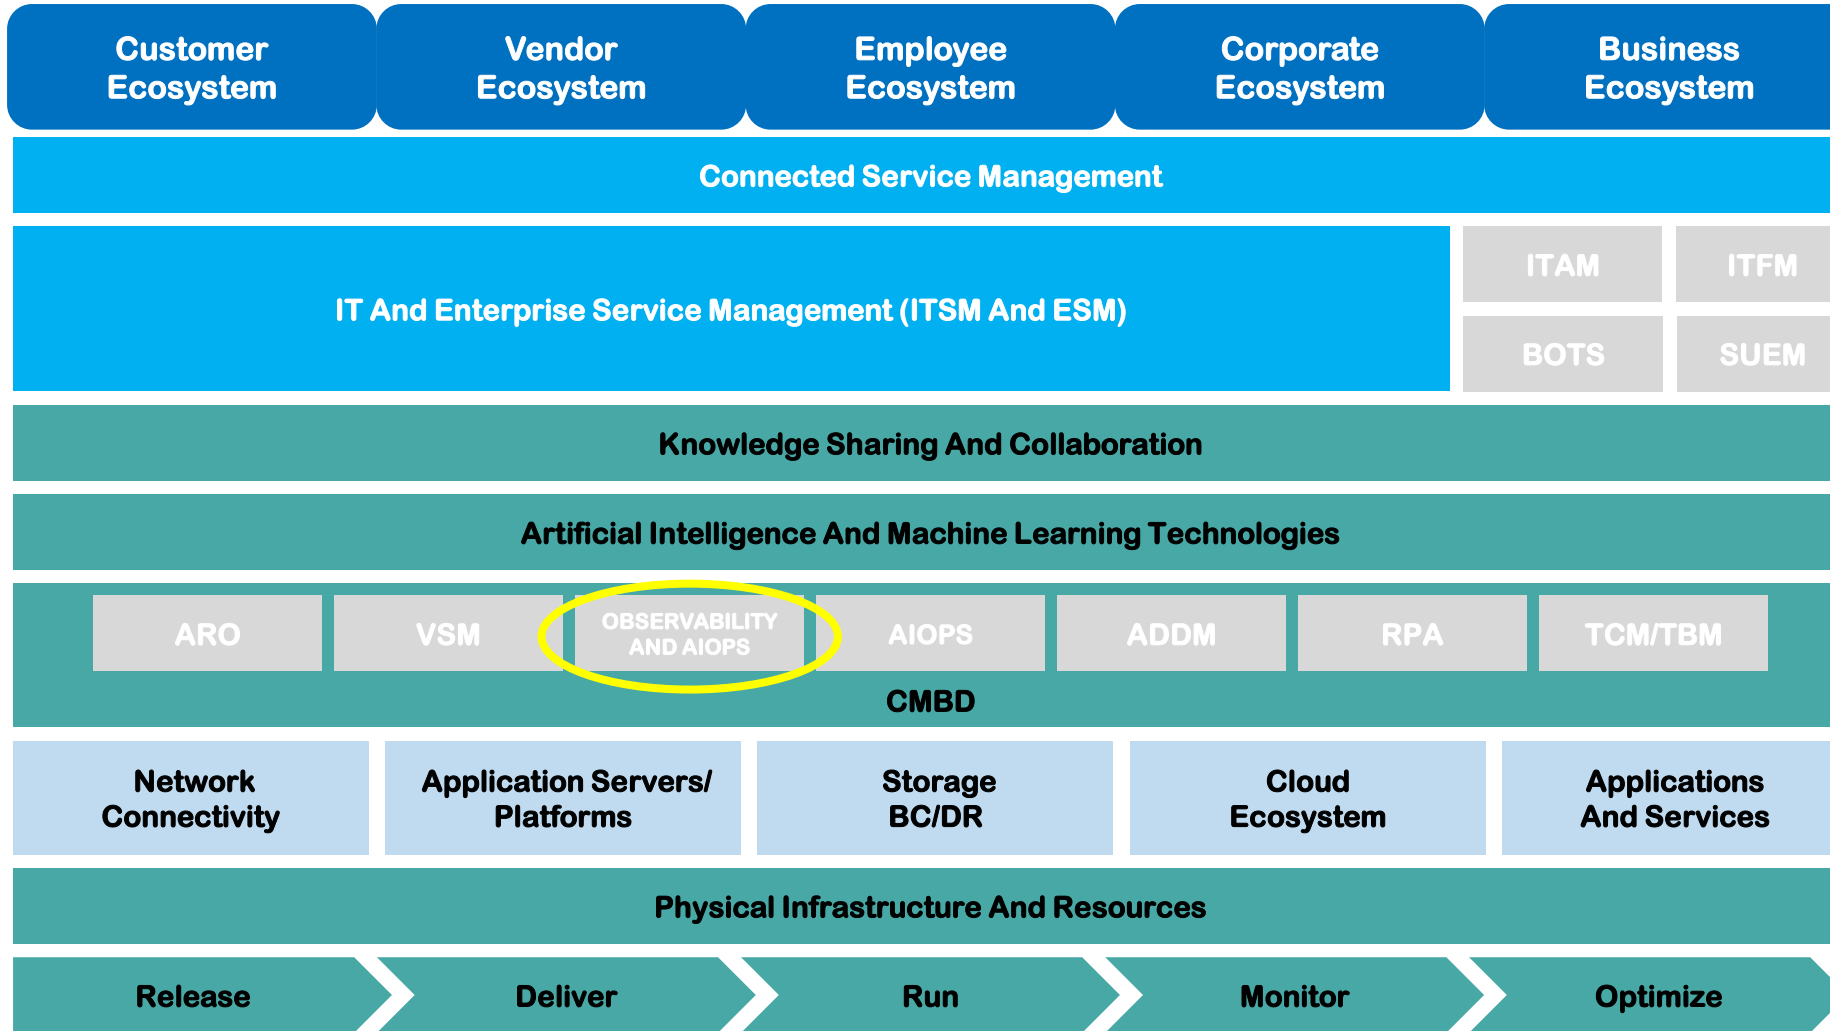 Customer
Ecosystem
Vendor
Ecosystem
Employee
Ecosystem
Corporate
Ecosystem
Business
Ecosystem
Connected Service Management
IT And Enterprise Service Management (ITSM And ESM)
ITAM
ITFM
BOTS
SUEM
Knowledge Sharing And Collaboration
Artificial Intelligence And Machine Learning Technologies
ARO
VSM
OBSERVABILITY
AND AIOPS
AIOPS
ADDM
RPA
TCM/TBM
CMBD
Network
Connectivity
Application Servers/
Platforms
Storage
BC/DR
Cloud
Ecosystem
Applications
And Services
Physical Infrastructure And Resources
Release
Deliver
Run
Monitor
Optimize